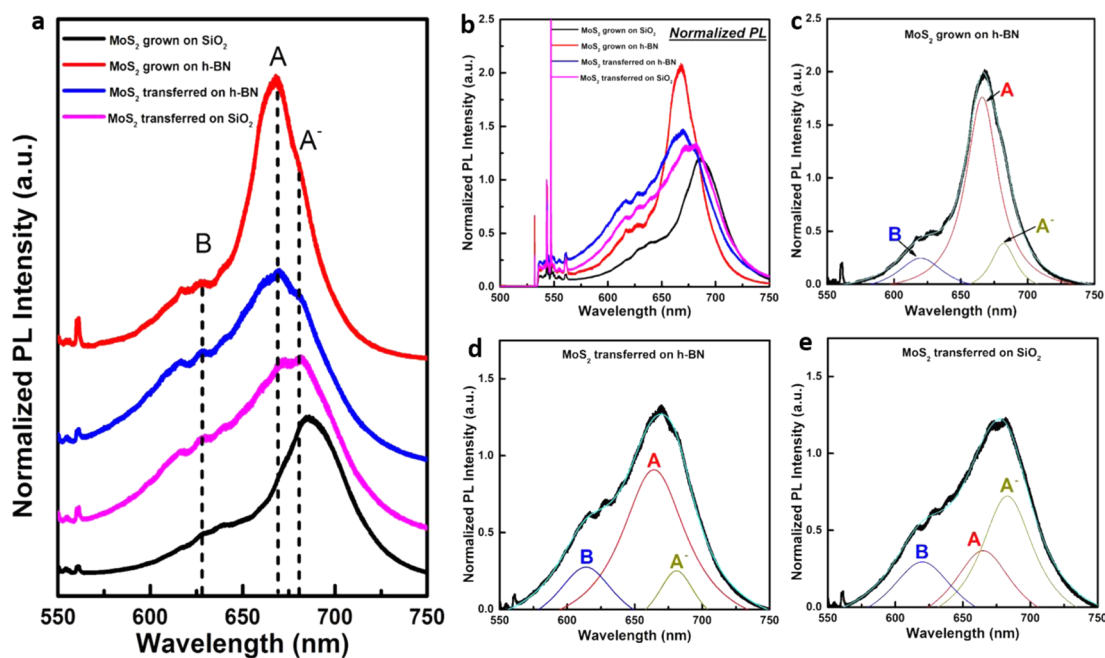 a
MoS2 grown on SiO2
MoS2 grown on h-BN
MoS2 transferred on h-BN
MoS2 transferred on SiO2
A
A-
B
Normalized PL Intensity (a.u.)
550 600 650 700 750
Wavelength (nm)
b
MoS2 grown on SiO2
MoS2 grown on h-BN
MoS2 transferred on h-BN
MoS2 transferred on SiO2
Normalized PL
Normalized PL Intensity (a.u.)
2.5
2.0
1.5
1.0
0.5
0.0
500 550 600 650 700 750
Wavelength (nm)
c
MoS2 grown on h-BN
A
A-
B
Normalized PL Intensity (a.u.)
2.5
2.0
1.5
1.0
0.5
0.0
550 600 650 700 750
Wavelength (nm)
d
MoS2 transferred on h-BN
A
B
A-
Normalized PL Intensity (a.u.)
1.5
1.0
0.5
0.0
550 600 650 700 750
Wavelength (nm)
e
MoS2 transferred on SiO2
A-
A
B
Normalized PL Intensity (a.u.)
1.5
1.0
0.5
0.0
550 600 650 700 750
Wavelength (nm)